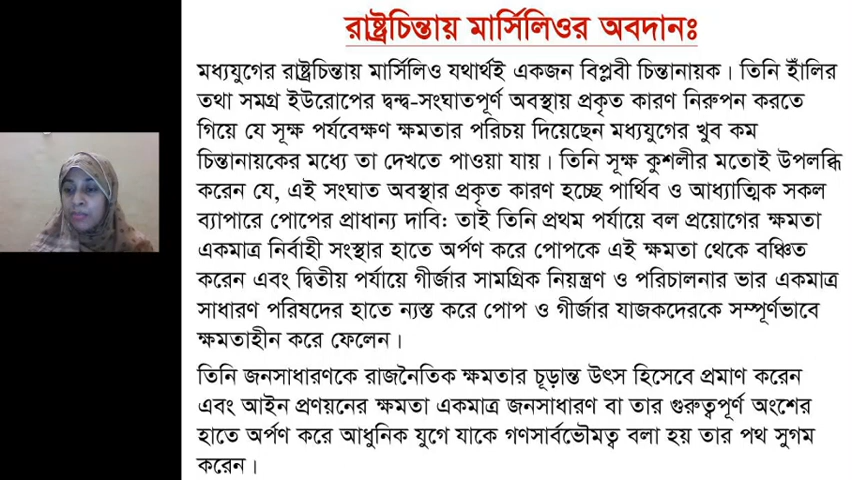 রাষ্ট্রচিন্তায় মার্সিলিওর অবদানঃ
মধ্যযুগের রাষ্ট্রচিন্তায় মার্সিলিও যথার্থই একজন বিপ্লবী চিন্তানায়ক। তিনি ইাঁলির
তথা সমগ্র ইউরোপের দ্বন্দ্ব-সংঘাতপূর্ণ অবস্থায় প্রকৃত কারণ নিরুপন করতে
গিয়ে যে সূক্ষ পর্যবেক্ষণ ক্ষমতার পরিচয় দিয়েছেন মধ্যযুগের খুব কম
চিন্তানায়কের মধ্যে তা দেখতে পাওয়া যায়। তিনি সূক্ষ কুশলীর মতোই উপলব্ধি
করেন যে, এই সংঘাত অবস্থার প্রকৃত কারণ হচ্ছে পার্থিব ও আধ্যাত্মিক সকল
ব্যাপারে পোপের প্রাধান্য দাবি: তাই তিনি প্রথম পর্যায়ে বল প্রয়োগের ক্ষমতা
একমাত্র নির্বাহী সংস্থার হাতে অর্পণ করে পোপকে এই ক্ষমতা থেকে বঞ্চিত
করেন এবং দ্বিতীয় পর্যায়ে গীর্জার সামগ্রিক নিয়ন্ত্রণ ও পরিচালনার ভার একমাত্র
সাধারণ পরিষদের হাতে ন্যস্ত করে পোপ ও গীর্জার যাজকদেরকে সম্পূর্ণভাবে
ক্ষমতাহীন করে ফেলেন।
তিনি জনসাধারণকে রাজনৈতিক ক্ষমতার চূড়ান্ত উৎস হিসেবে প্রমাণ করেন
এবং আইন প্রণয়নের ক্ষমতা একমাত্র জনসাধারণ বা তার গুরুত্বপূর্ণ অংশের
হাতে অর্পণ করে আধুনিক যুগে যাকে গণসার্বভৌমত্ব বলা হয় তার পথ সুগম
করেন।